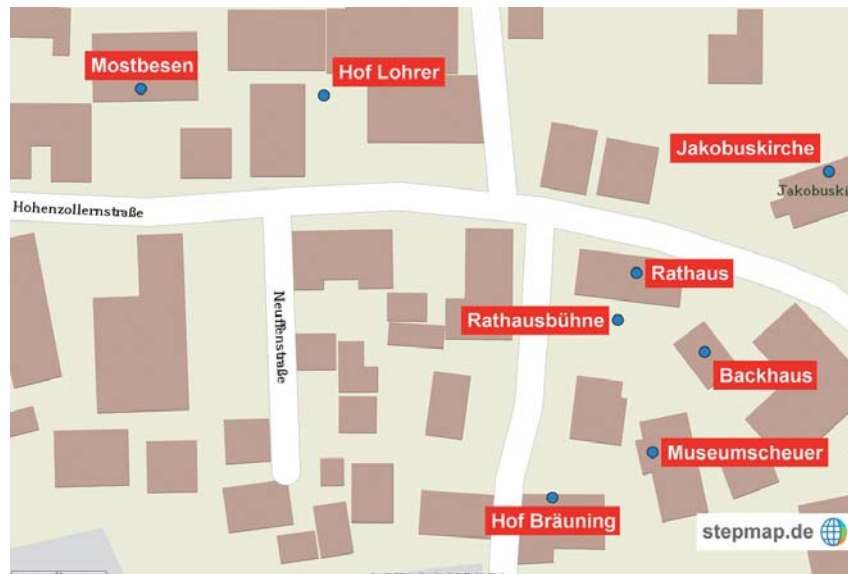 Mostbesen
Hof Lohrer
Jakobuskirche
Jakobuski
Hohenzollernstraße
Rathaus
Neuffenstraße
Rathausbühne
Backhaus
Museumscheuer
Hof Bräuning
stepmap.de